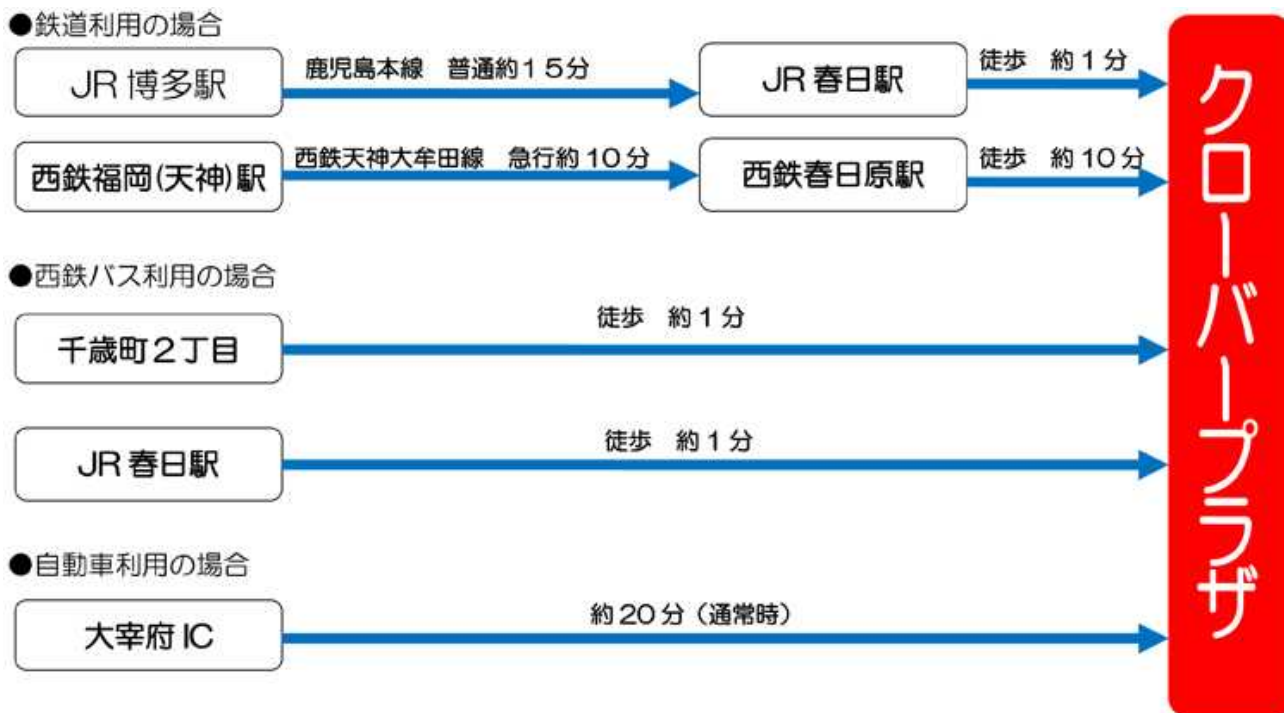 ●鉄道利用の場合
JR 博多駅
鹿児島本線 普通約15分
JR 春日駅
徒歩 約1分
西鉄福岡(天神)駅
西鉄天神大牟田線 急行約10分
西鉄春日原駅
徒歩 約10分
●西鉄バス利用の場合
千歳町2丁目
徒歩 約1分
JR 春日駅
徒歩 約1分
●自動車利用の場合
大宰府 IC
約20分(通常時)
クローバープラザ